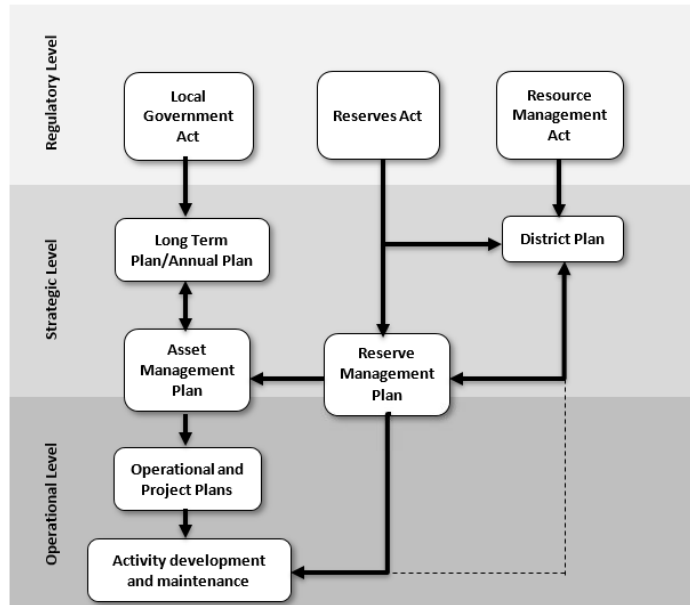 Regulatory Level
Local
Government
Act
Reserves Act
Resource
Management
Act
Strategic Level
Long Term
Plan/Annual Plan
District Plan
Asset
Management
Plan
Reserve
Management
Plan
Operational Level
Operational and
Project Plans
Activity development
and maintenance